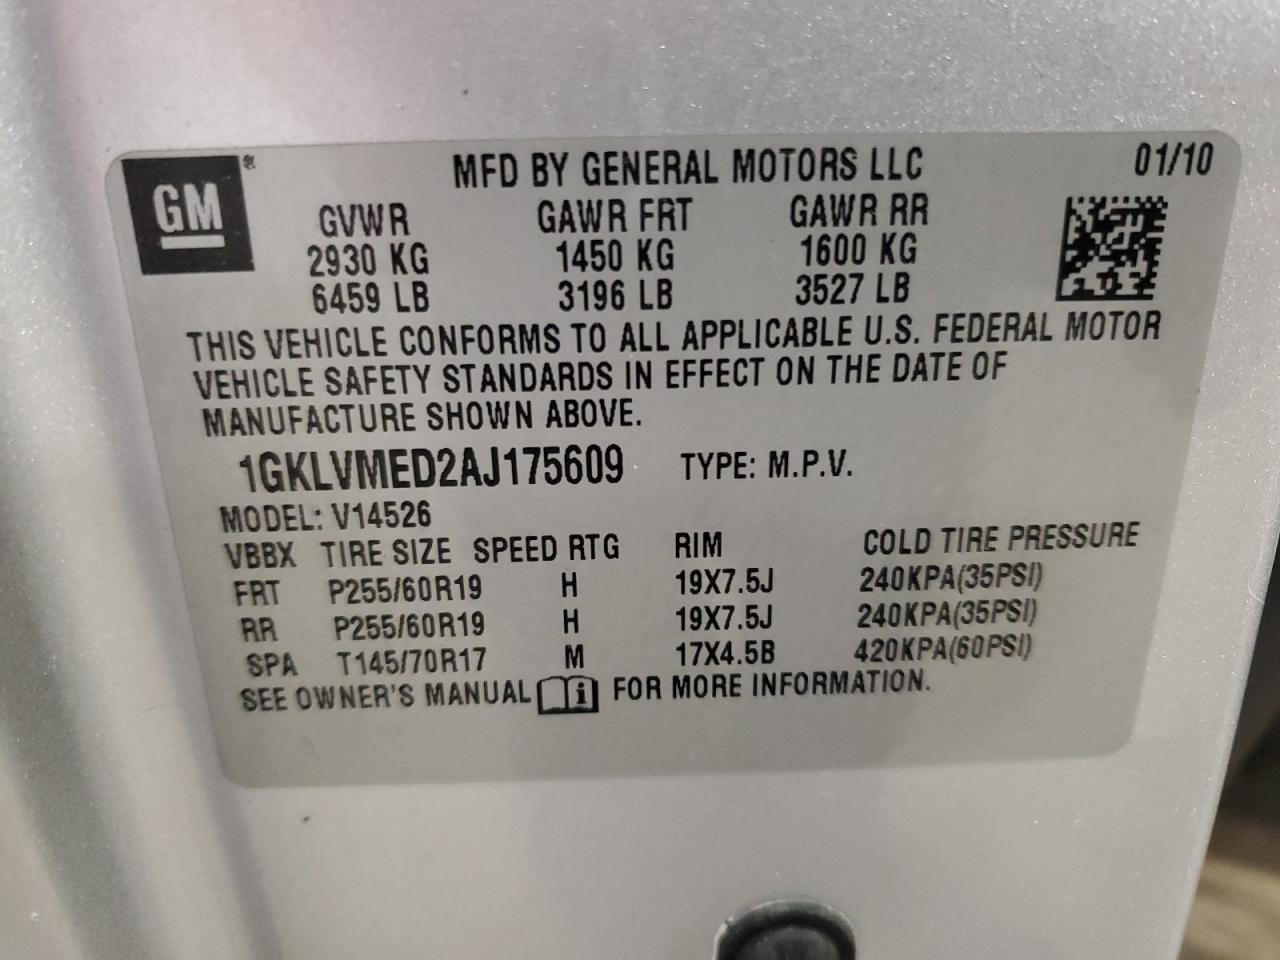 GM ®
MFD BY GENERAL MOTORS LLC 01/10
GVWR GAWR FRT GAWR RR
2930 KG 1450 KG 1600 KG
6459 LB 3196 LB 3527 LB
THIS VEHICLE CONFORMS TO ALL APPLICABLE U.S. FEDERAL MOTOR
VEHICLE SAFETY STANDARDS IN EFFECT ON THE DATE OF
MANUFACTURE SHOWN ABOVE.
1GKLVMED2AJ175609 TYPE: M.P.V.
MODEL: V14526
VBBX TIRE SIZE SPEED RTG RIM COLD TIRE PRESSURE
FRT P255/60R19 H 19X7.5J 240KPA(35PSI)
RR P255/60R19 H 19X7.5J 240KPA(35PSI)
SPA T145/70R17 M 17X4.5B 420KPA(60PSI)
SEE OWNER'S MANUAL i FOR MORE INFORMATION.